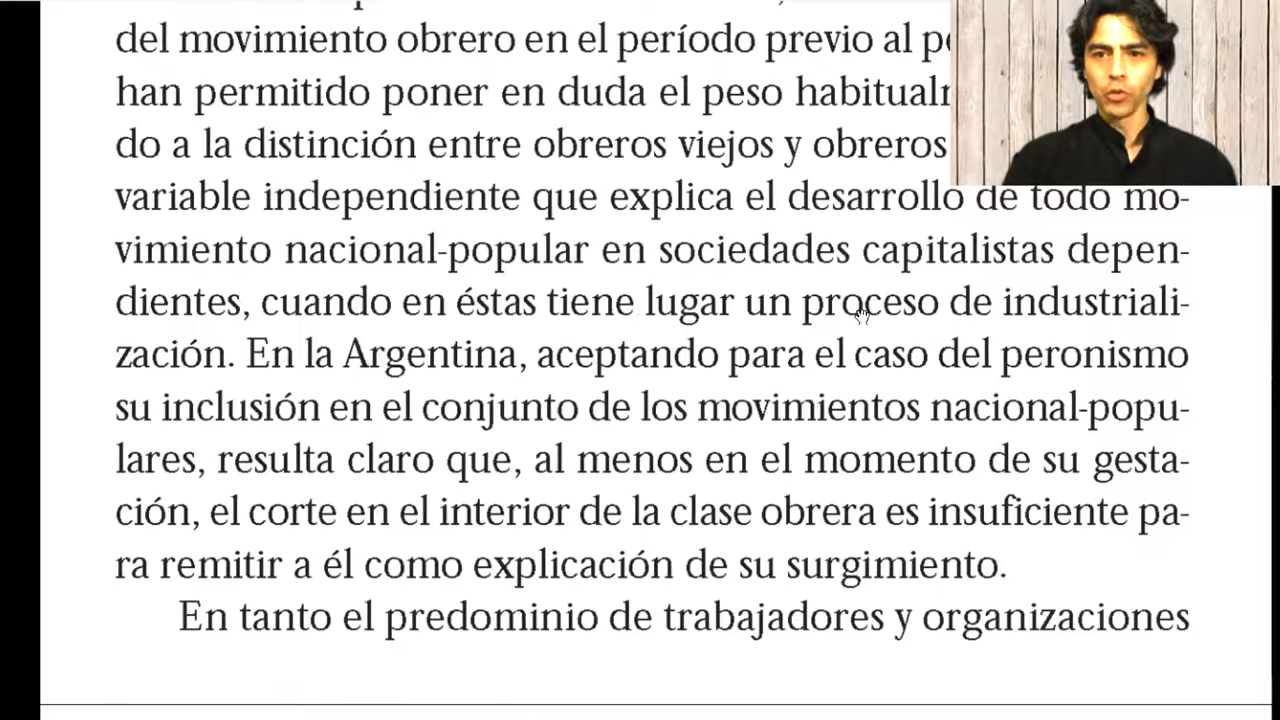 del movimiento obrero en el período previo al
han permitido poner en duda el peso
do a la distinción entre obreros viejos y obreros
variable independiente que explica el desarrollo de todo mo-
vimiento nacional-popular en sociedades capitalistas depen-
dientes, cuando en éstas tiene lugar un proceso de industriali-
zación. En la Argentina, aceptando para el caso del peronismo
su inclusión en el conjunto de los movimientos nacional-popu-
lares, resulta claro que, al menos en el momento de su gesta-
ción, el corte en el interior de la clase obrera es insuficiente pa-
ra remitir a él como explicación de su surgimiento.
En tanto el predominio de trabajadores y organizaciones